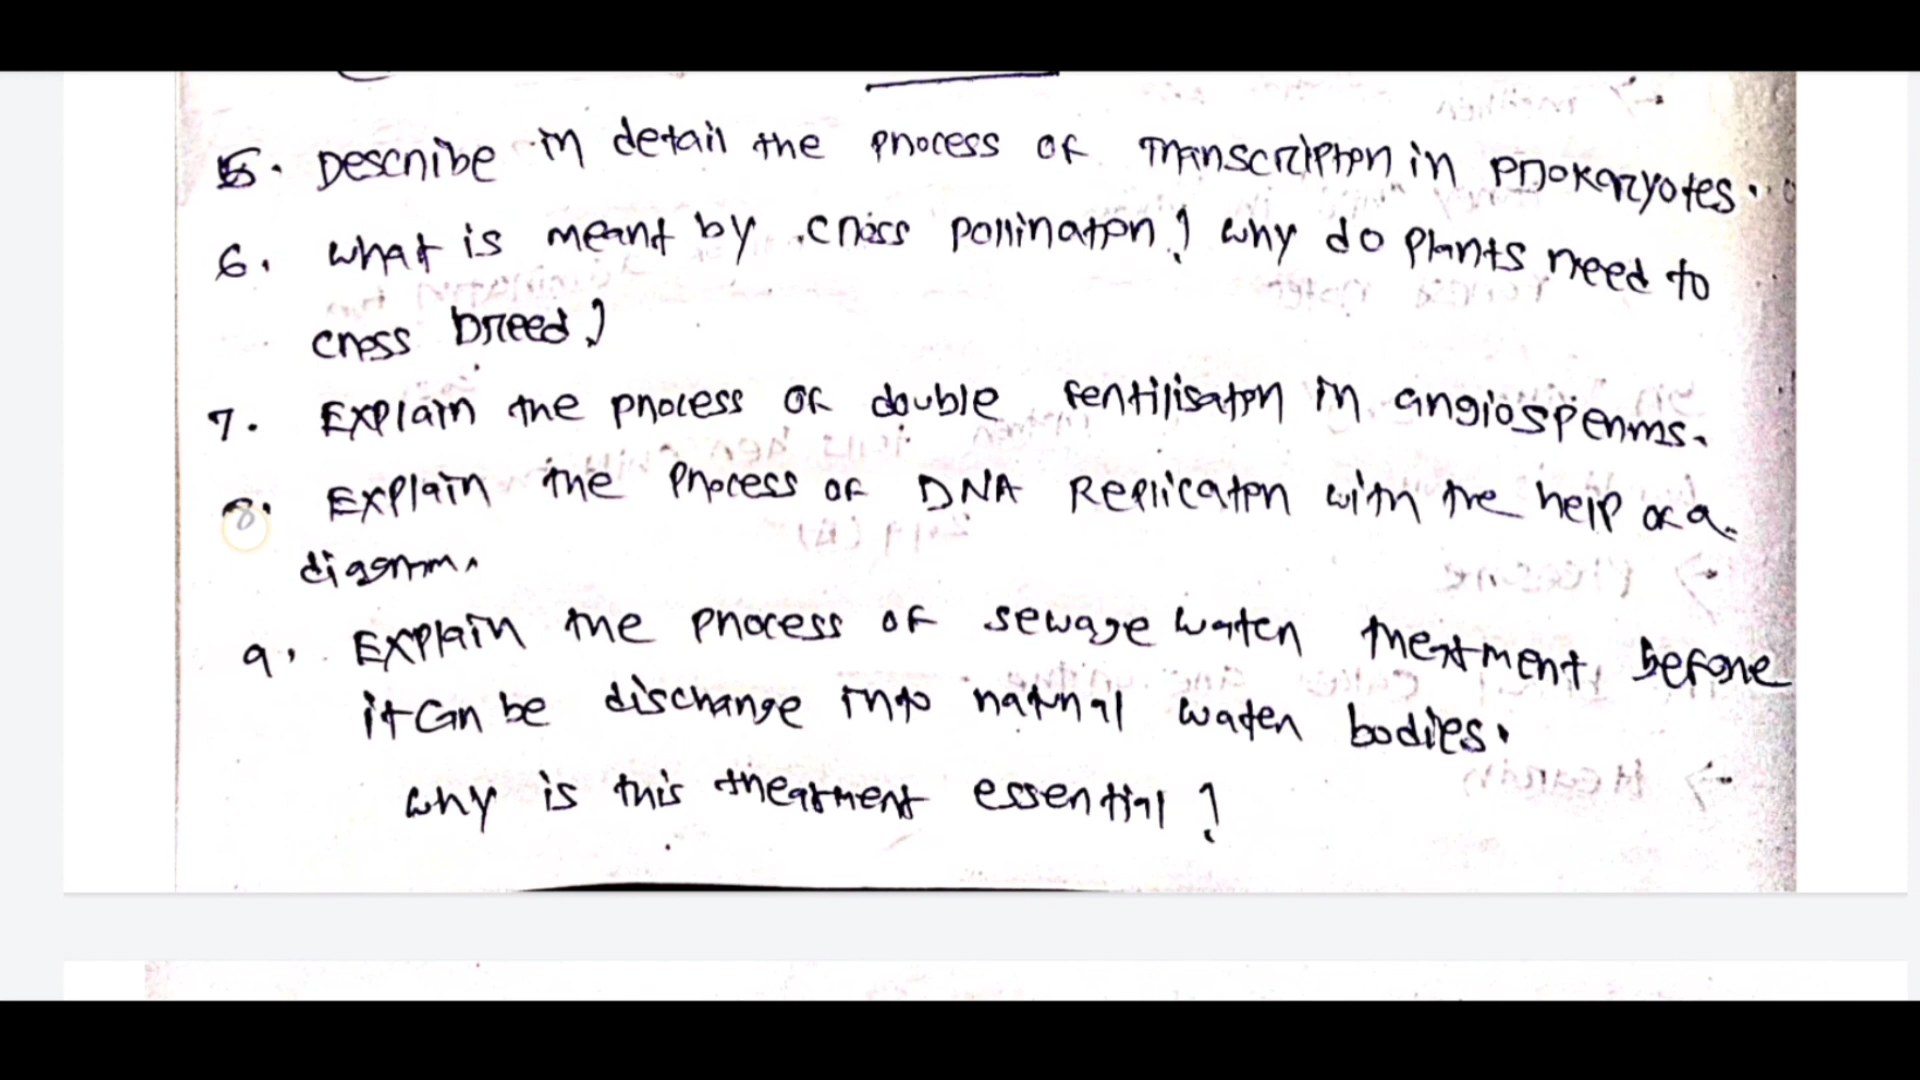 5. Describe in detail the process of Transcription in Prokaryotes.
6. What is meant by cross pollination? why do plants need to
cross breed?
7. Explain the process of double fertilisation in angiosperms.
8. Explain the process of DNA Replication with the help of a
diagram.
9. Explain the process of sewage water treatment, before
it can be discharge into natural water bodies.
why is this treatment essential?